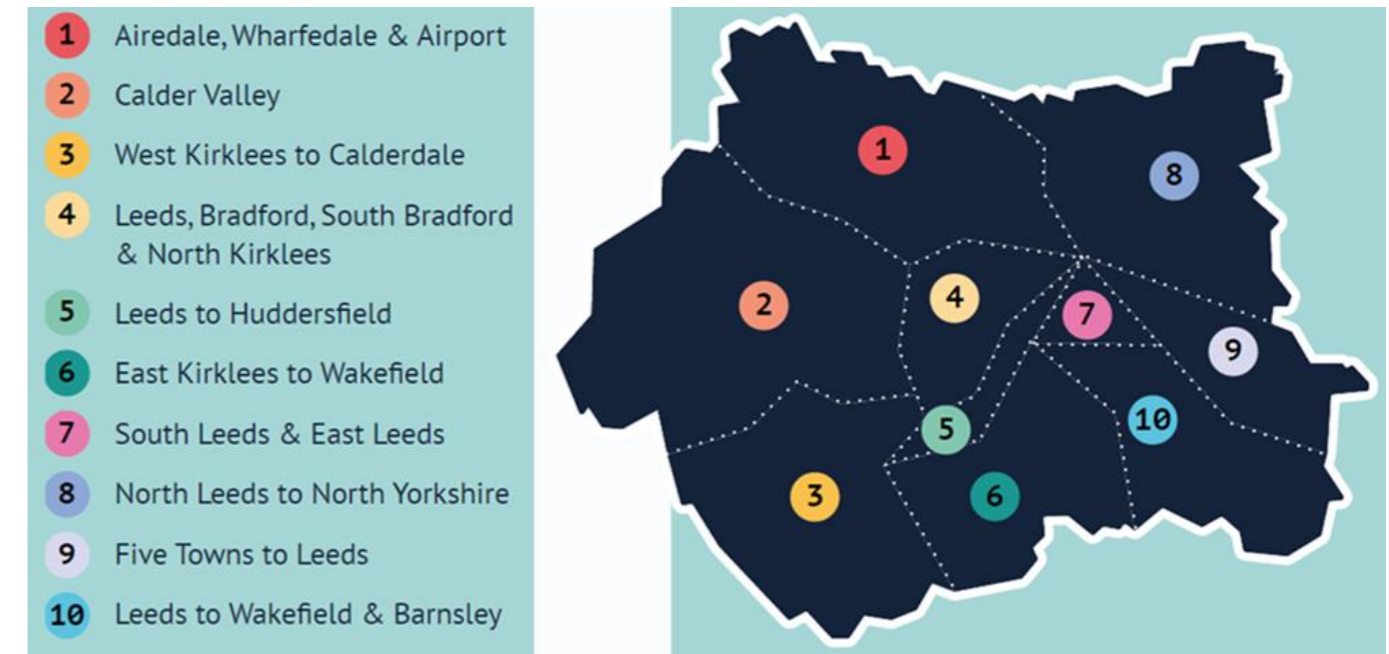 1 Airedale, Wharfedale & Airport
2 Calder Valley
3 West Kirklees to Calderdale
4 Leeds, Bradford, South Bradford
& North Kirklees
5 Leeds to Huddersfield
6 East Kirklees to Wakefield
7 South Leeds & East Leeds
8 North Leeds to North Yorkshire
9 Five Towns to Leeds
10 Leeds to Wakefield & Barnsley
1
8
2
4
7
9
5
10
3
6